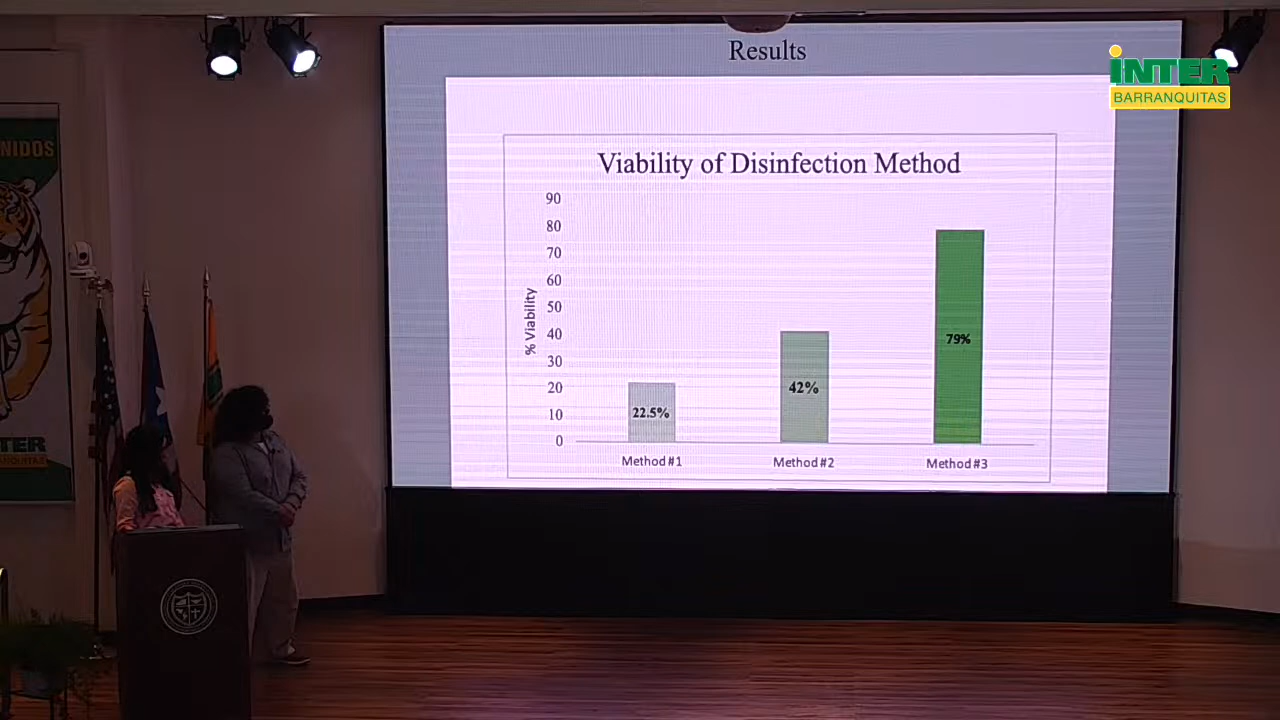 Results
INTER
BARRANQUITAS
NIDOS
Viability of Disinfection Method
90
80
70
60
50
40
30
20
10
0
% Viability
22.5%
42%
79%
Method #1
Method #2
Method #3
TER